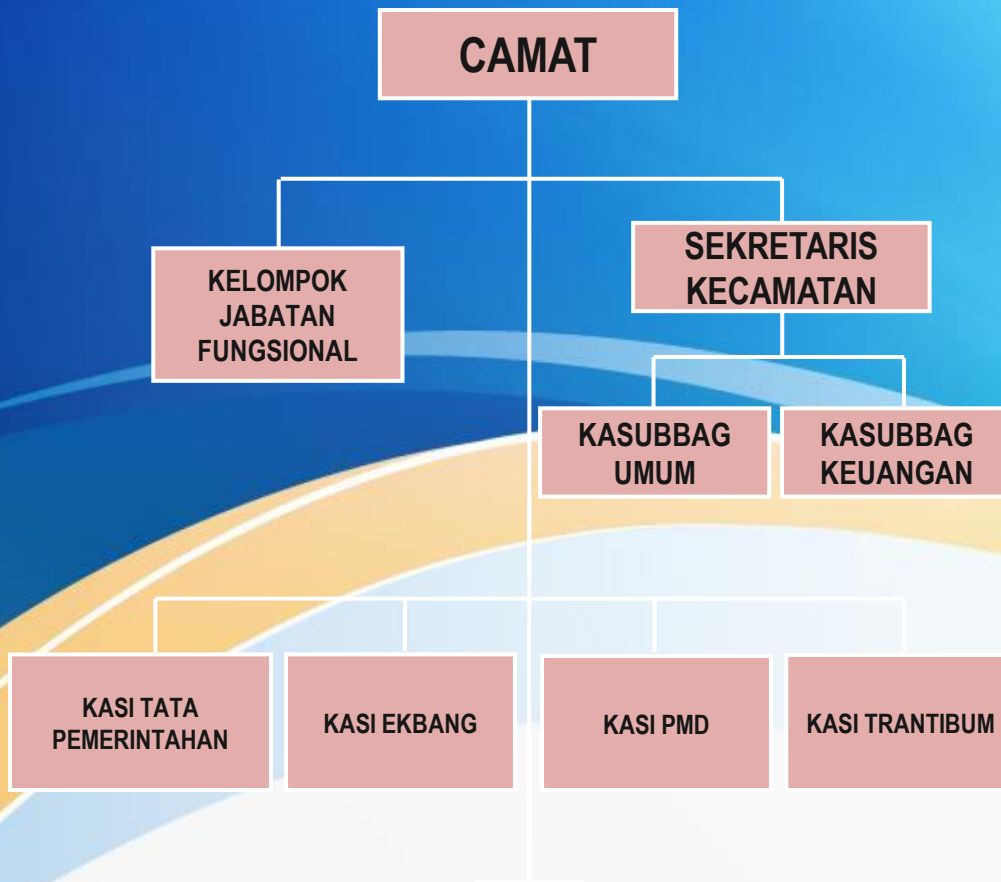 CAMAT
KELOMPOK
JABATAN
FUNGSIONAL
SEKRETARIS
KECAMATAN
KASUBBAG
UMUM
KASUBBAG
KEUANGAN
KASI TATA
PEMERINTAHAN
KASI EKBANG
KASI PMD
KASI TRANTIBUM